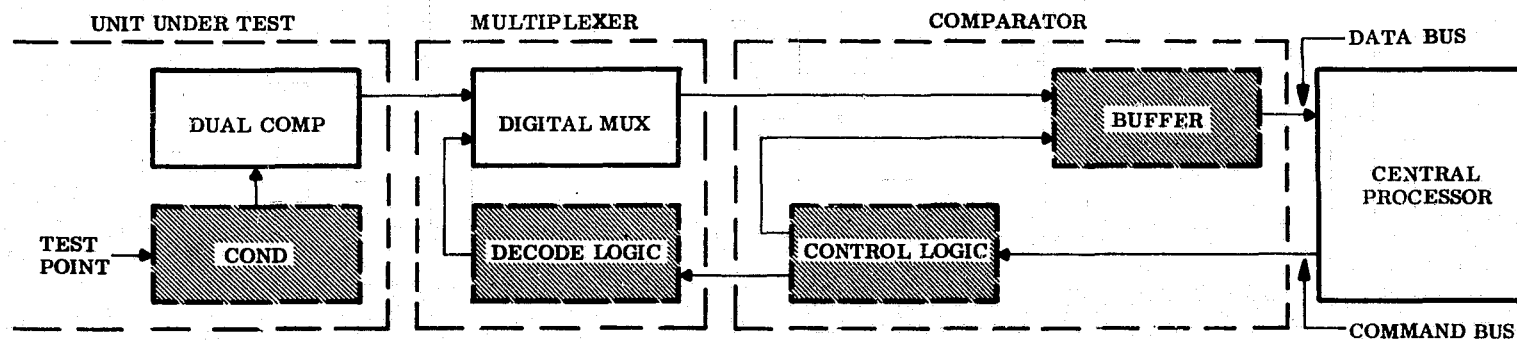 UNIT UNDER TEST
MULTIPLEXER
COMPARATOR
DATA BUS
DUAL COMP
DIGITAL MUX
BUFFER
CENTRAL
PROCESSOR
TEST
POINT
COND
DECODE LOGIC
CONTROL LOGIC
COMMAND BUS